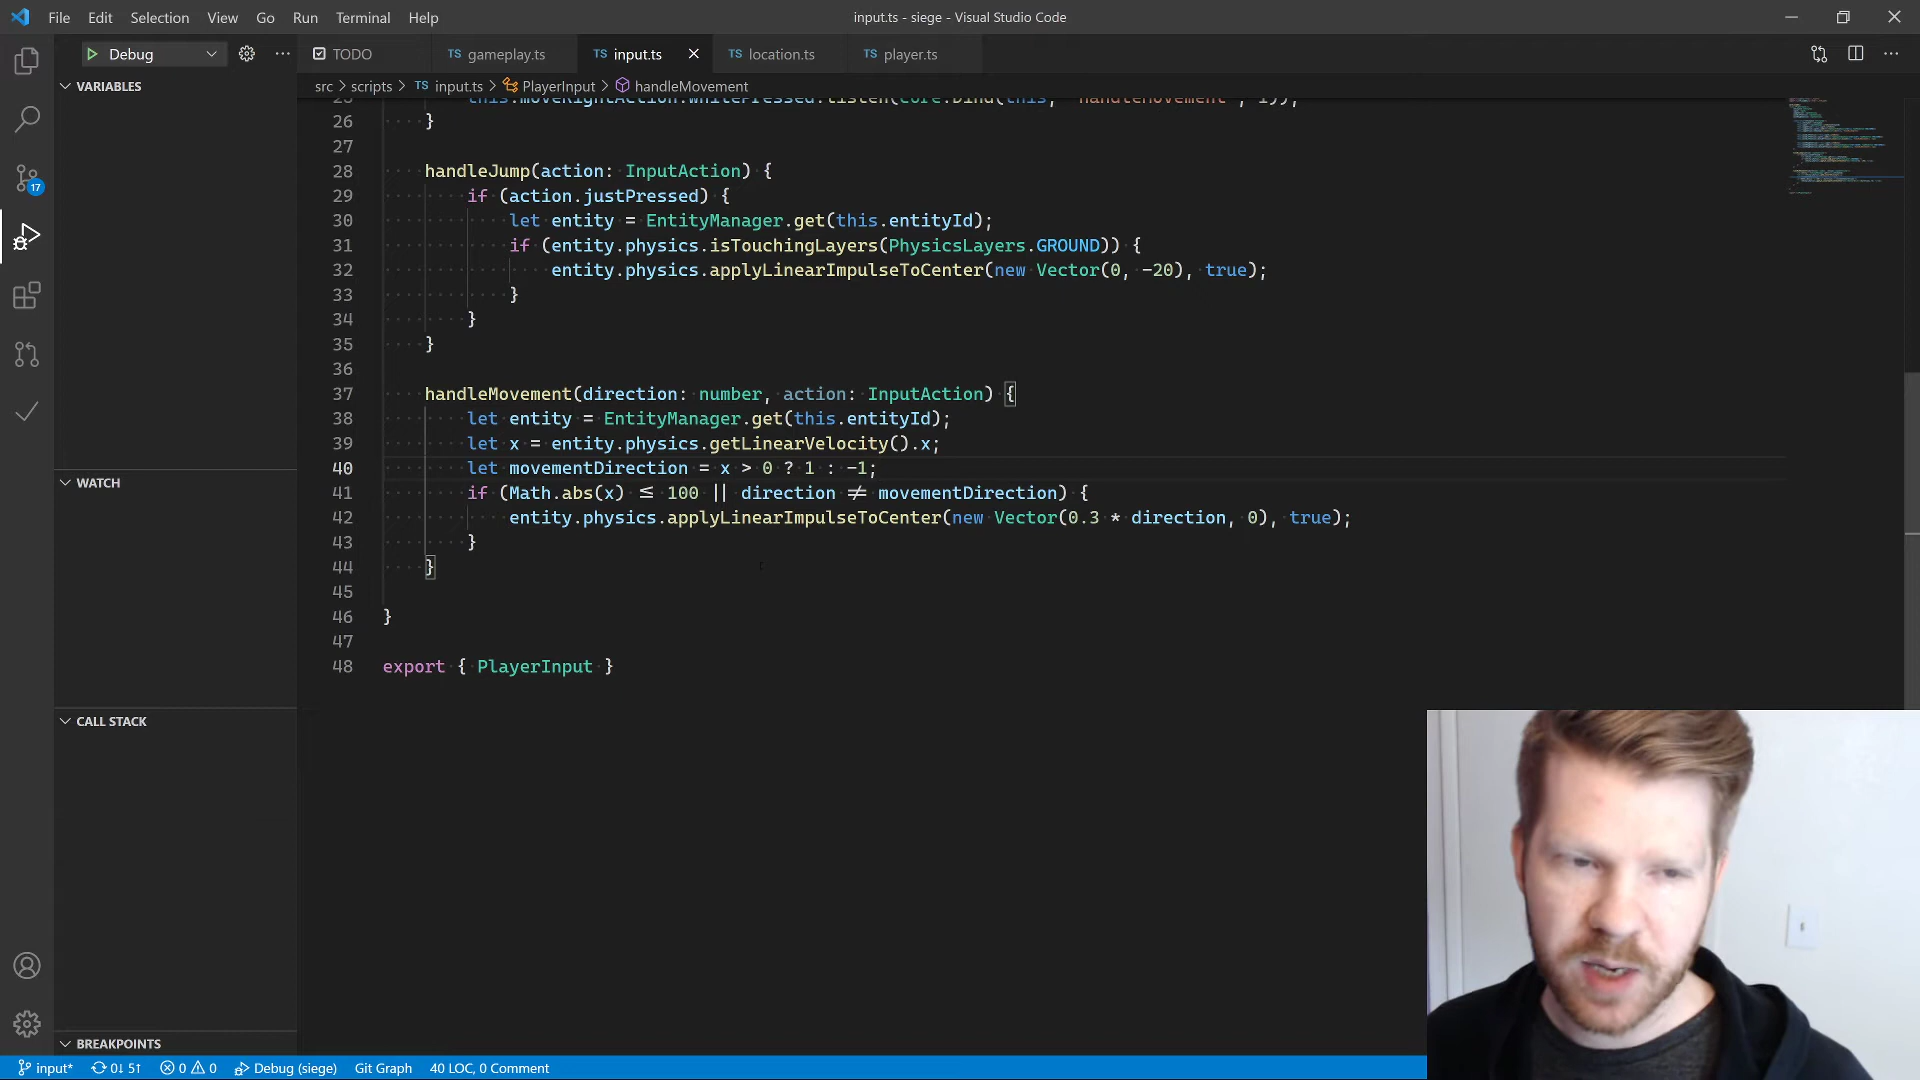 File Edit Selection View Go Run Terminal Help
input.ts - siege - Visual Studio Code
Debug
TODO
TS gameplay.ts
TS input.ts
TS location.ts
TS player.ts
VARIABLES
src > scripts > TS input.ts > PlayerInput > handleMovement
26 }
27
28 handleJump(action: InputAction) {
29 if (action.justPressed) {
30 let entity = EntityManager.get(this.entityId);
31 if (entity.physics.isTouchingLayers(PhysicsLayers.GROUND)) {
32 entity.physics.applyLinearImpulseToCenter(new Vector(0, -20), true);
33 }
34 }
35 }
36
37 handleMovement(direction: number, action: InputAction) {
38 let entity = EntityManager.get(this.entityId);
39 let x = entity.physics.getLinearVelocity().x;
40 let movementDirection = x > 0 ? 1 : -1;
41 if (Math.abs(x) ≤ 100 || direction ≠ movementDirection) {
42 entity.physics.applyLinearImpulseToCenter(new Vector(0.3 * direction, 0), true);
43 }
44 }
45
46 }
47
48 export { PlayerInput }
17
WATCH
CALL STACK
BREAKPOINTS
input* 0↓ 5↑ 0 0 Debug (siege) Git Graph 40 LOC, 0 Comment